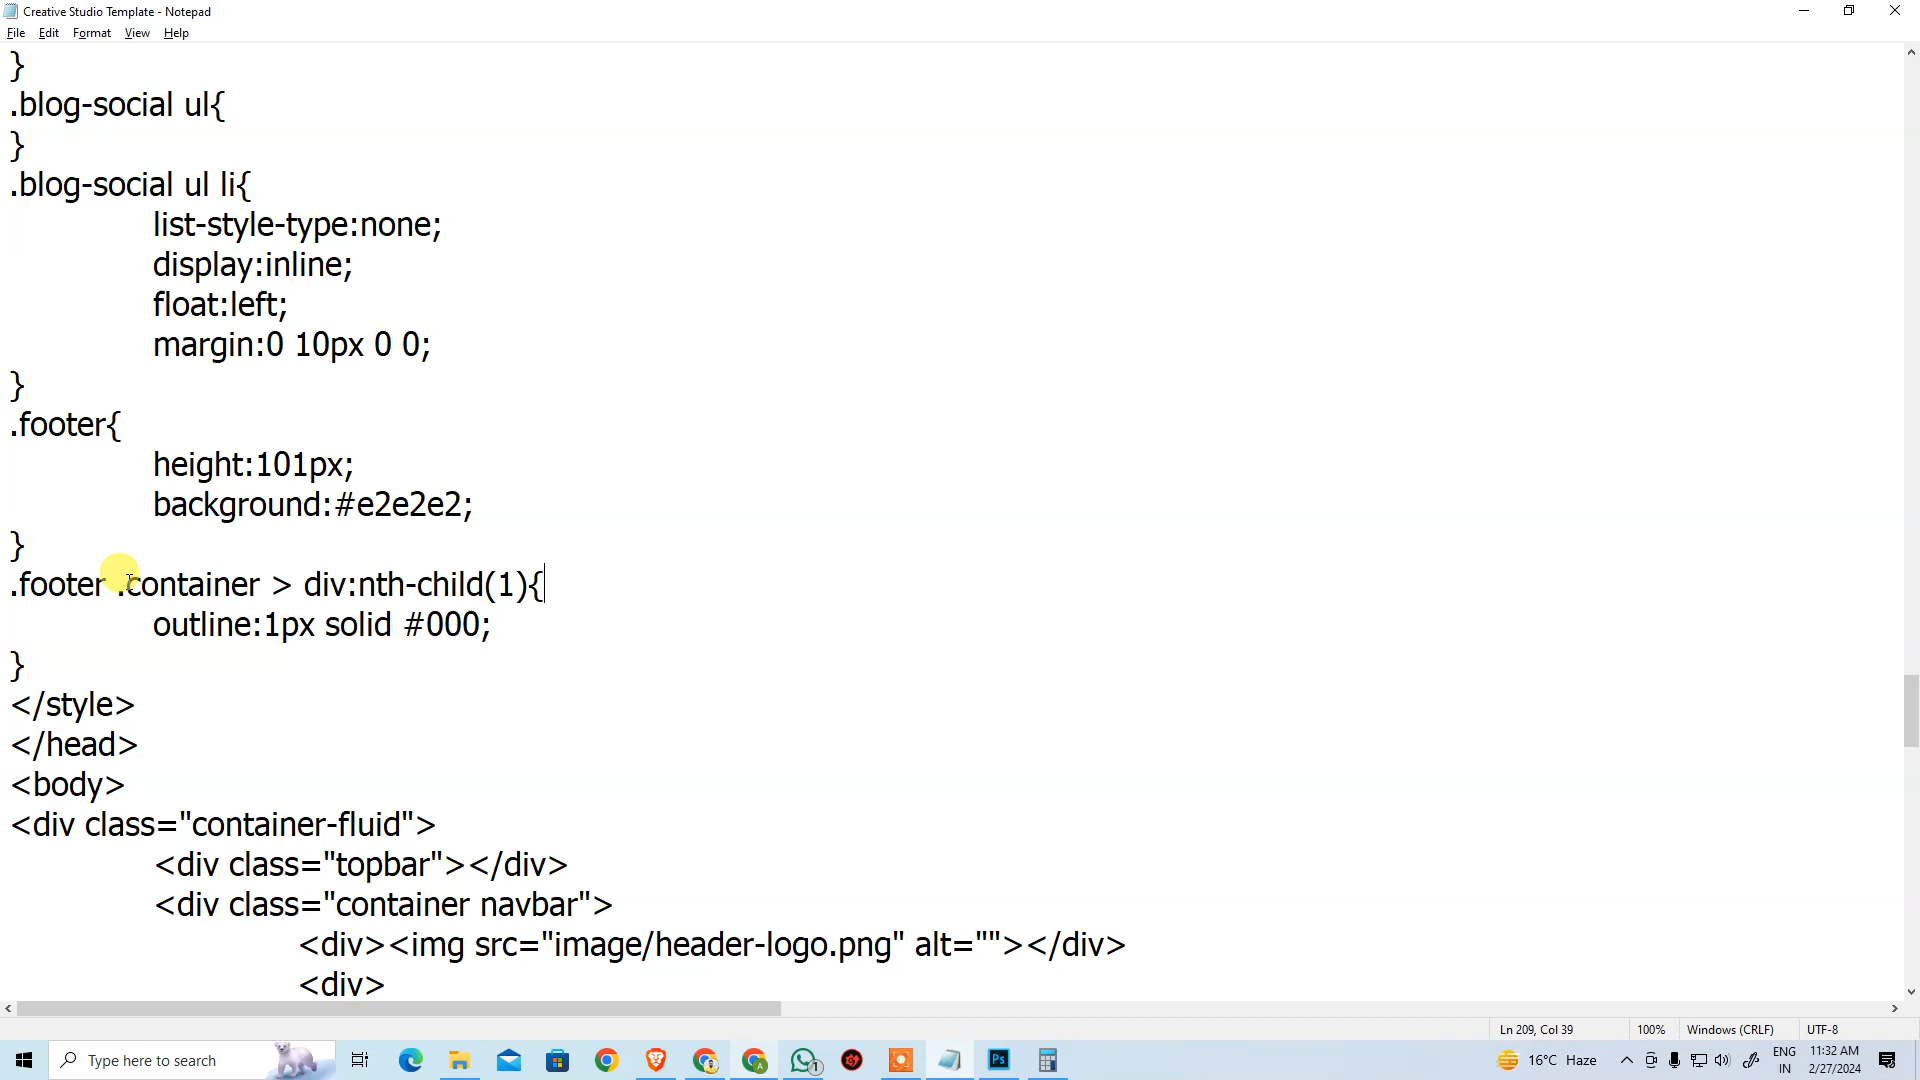 Creative Studio Template - Notepad
File Edit Format View Help
}
.blog-social ul{
}
.blog-social ul li{
list-style-type:none;
display:inline;
float:left;
margin:0 10px 0 0;
}
.footer{
height:101px;
background:#e2e2e2;
}
.footer .container > div:nth-child(1){
outline:1px solid #000;
}
</style>
</head>
<body>
<div class="container-fluid">
<div class="topbar"></div>
<div class="container navbar">
<div><img src="image/header-logo.png" alt=""></div>
<div>
Ln 209, Col 39 100% Windows (CRLF) UTF-8
Type here to search
1
Ps
16°C Haze
ENG
IN
11:32 AM
2/27/2024